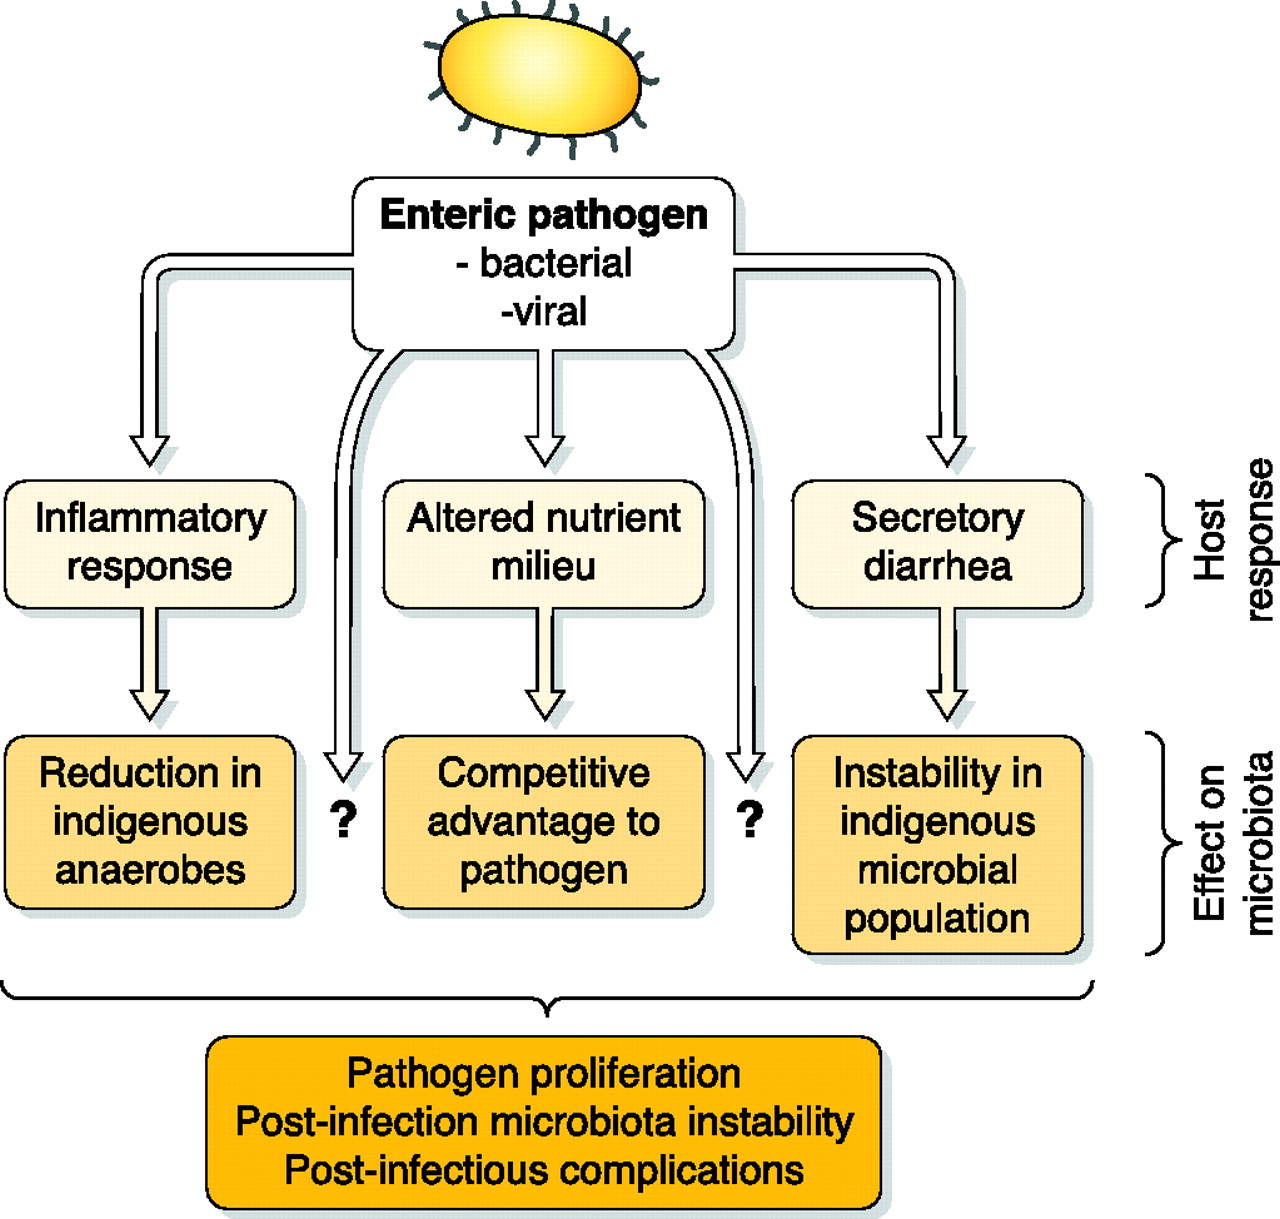 Enteric pathogen
- bacterial
-viral
Inflammatory
response
Altered nutrient
milieu
Secretory
diarrhea
Host
response
Reduction in
indigenous
anaerobes
?
Competitive
advantage to
pathogen
?
Instability in
indigenous
microbial
population
Effect on
microbiota
Pathogen proliferation
Post-infection microbiota instability
Post-infectious complications